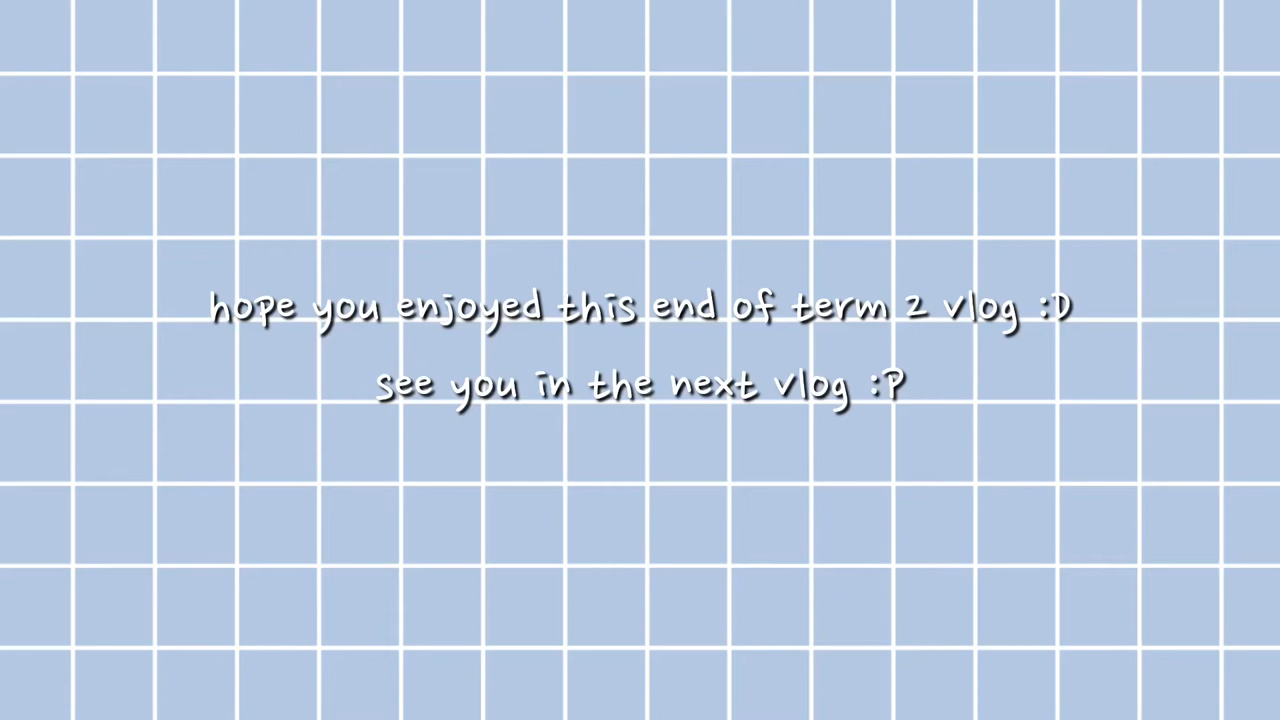 hope you enjoyed this end of term 2 vlog :D
see you in the next vlog :P